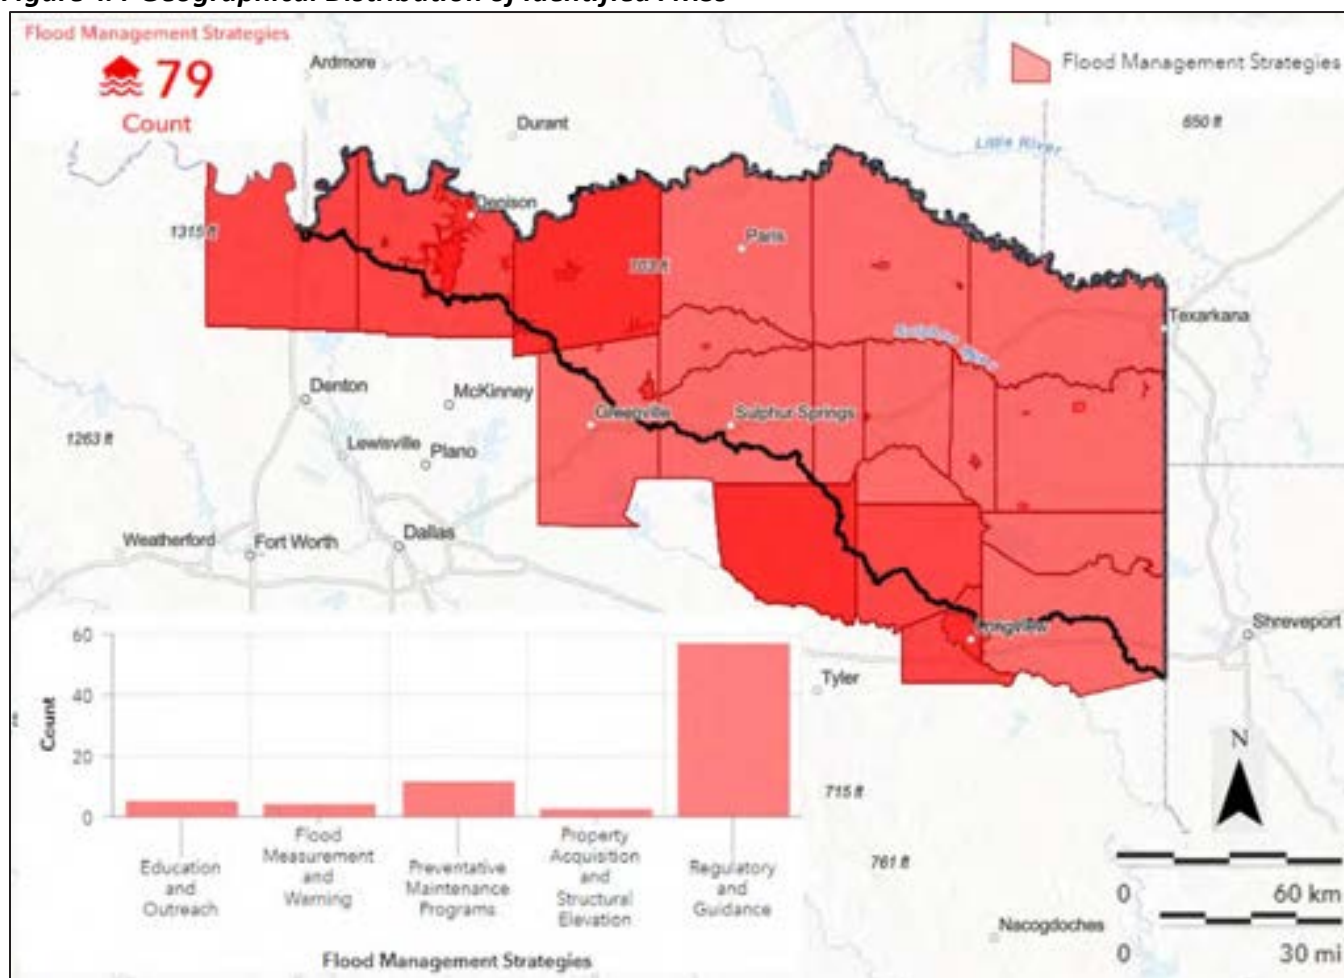 Flood Management Strategies
79
Count
Flood Management Strategies
Ardmore
Durant
650 ft
Little River
Denison
1315 ft
Paris
Texarkana
Sulphur River
Denton
McKinney
Greenville
Sulphur Springs
1263 ft
Lewisville
Plano
Weatherford
Fort Worth
Dallas
Longview
Shreveport
Tyler
715 ft
761 ft
Nacogdoches
N
0
60 km
0
30 mi
60
40
20
0
Count
Education
and
Outreach
Flood
Measurement
and
Warning
Preventative
Maintenance
Programs
Property
Acquisition
and
Structural
Elevation
Regulatory
and
Guidance
Flood Management Strategies